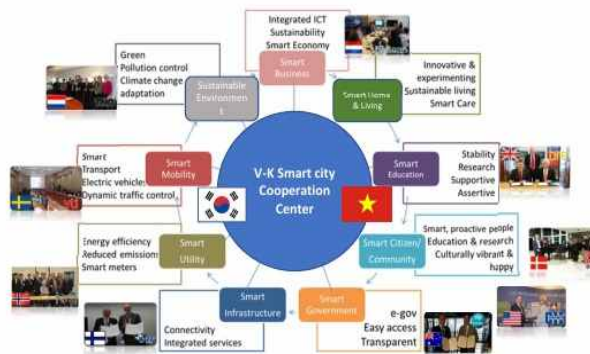 Integrated ICT
Sustainability
Smart Economy
Smart
Business
Green
Pollution control
Climate change
adaptation
Sustainable
Environmen
t
Smart Home
& Living
Innovative &
experimenting
Sustainable living
Smart Care
Smart
Transport
Electric vehicles
Dynamic traffic control
Smart
Mobility
V-K Smart city
Cooperation
Center
Smart
Education
Stability
Research
Supportive
Assertive
Energy efficiency
Reduced emission
Smart meters
Smart
Utility
Smart Citizen/
Community
Smart, proactive people
Education & research
Culturally vibrant &
happy
Connectivity
Integrated services
Smart
Infrastructure
Smart
Government
e-gov
Easy access
Transparent